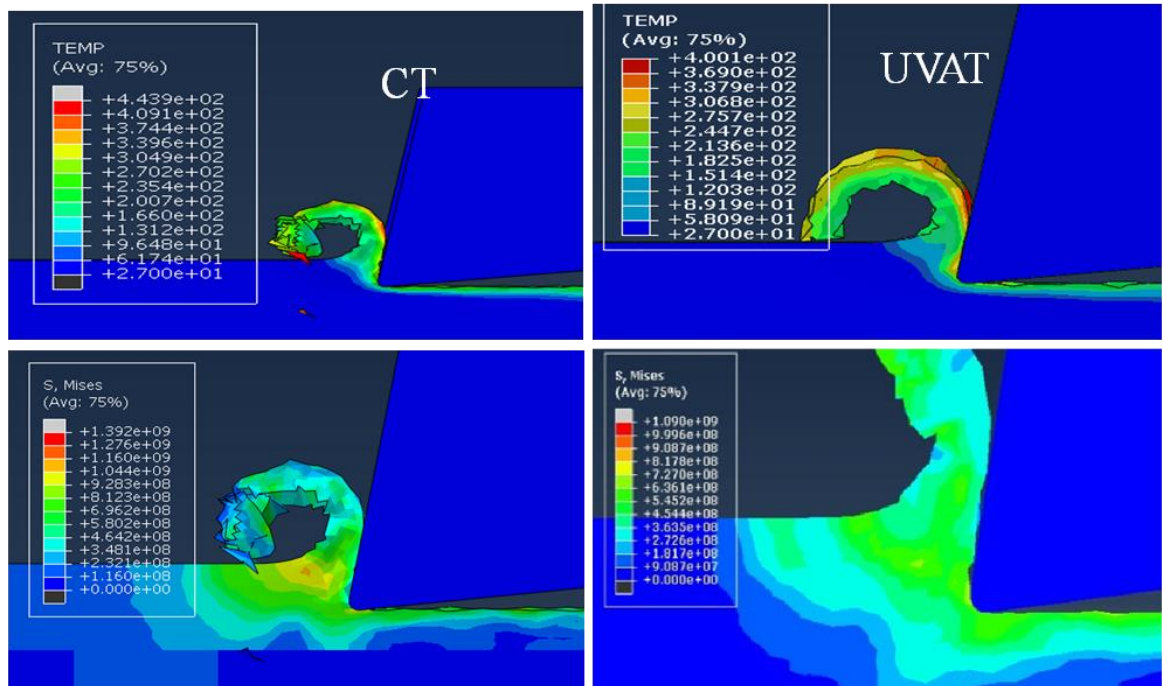 TEMP
(Avg: 75%)
+4.439e+02
+4.091e+02
+3.744e+02
+3.396e+02
+3.049e+02
+2.702e+02
+2.354e+02
+2.007e+02
+1.660e+02
+1.312e+02
+9.648e+01
+6.174e+01
+2.700e+01
CT
TEMP
(Avg: 75%)
+4.001e+02
+3.690e+02
+3.379e+02
+3.068e+02
+2.757e+02
+2.447e+02
+2.136e+02
+1.825e+02
+1.514e+02
+1.203e+02
+8.919e+01
+5.809e+01
+2.700e+01
UVAT
S, Mises
(Avg: 75%)
+1.392e+09
+1.276e+09
+1.160e+09
+1.044e+09
+9.283e+08
+8.123e+08
+6.962e+08
+5.802e+08
+4.642e+08
+3.481e+08
+2.321e+08
+1.160e+08
+0.000e+00
S, Mises
(Avg: 75%)
+1.090e+09
+9.996e+08
+9.087e+08
+8.178e+08
+7.270e+08
+6.361e+08
+5.452e+08
+4.544e+08
+3.635e+08
+2.726e+08
+1.817e+08
+9.087e+07
+0.000e+00